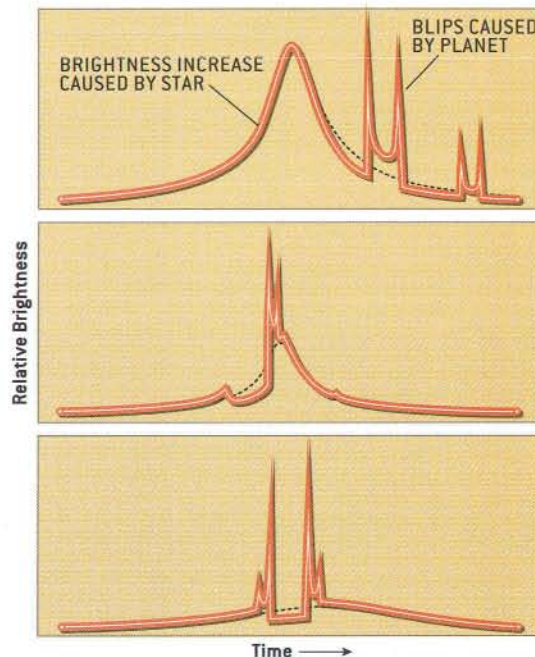 BLIPS CAUSED
BY PLANET
BRIGHTNESS INCREASE
CAUSED BY STAR
Relative Brightness
Time